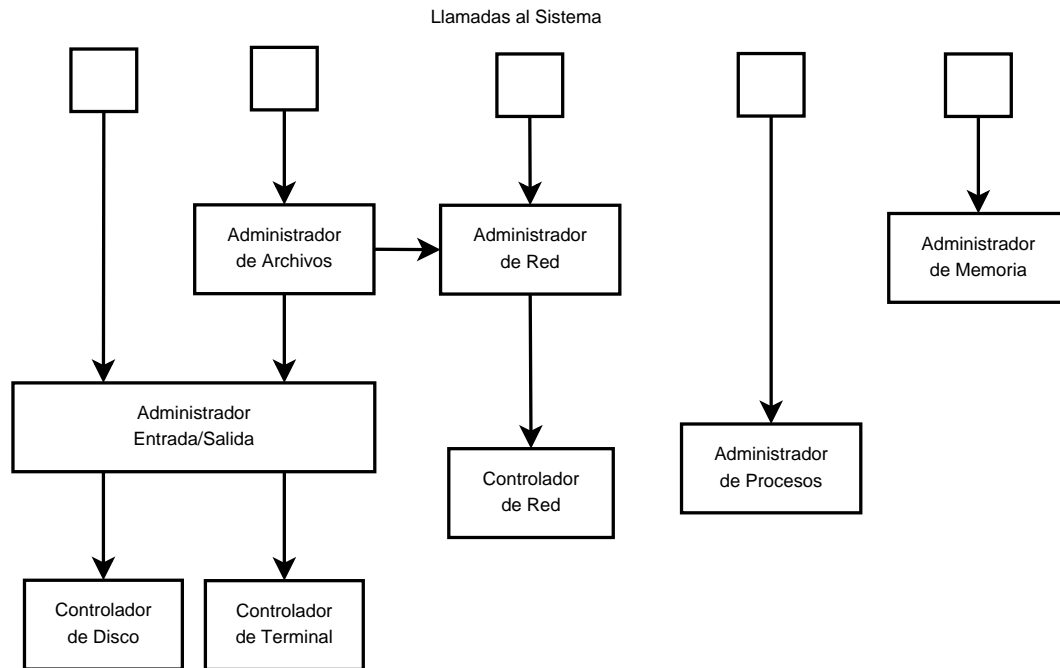 Llamadas al Sistema
Administrador
de Archivos
Administrador
de Red
Administrador
de Memoria
Administrador
Entrada/Salida
Controlador
de Red
Administrador
de Procesos
Controlador
de Disco
Controlador
de Terminal